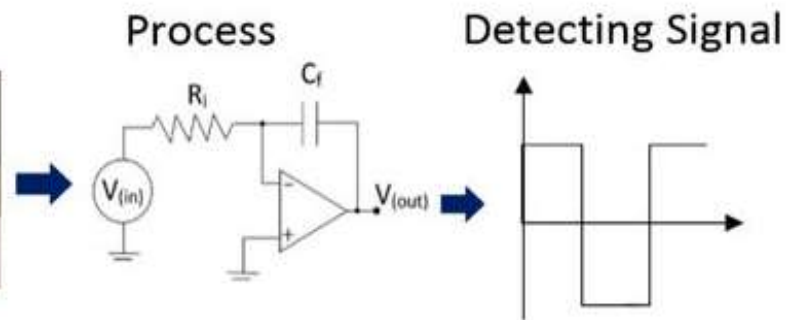 Process
Detecting Signal
Cf
Ri
V(in)
-
+
V(out)